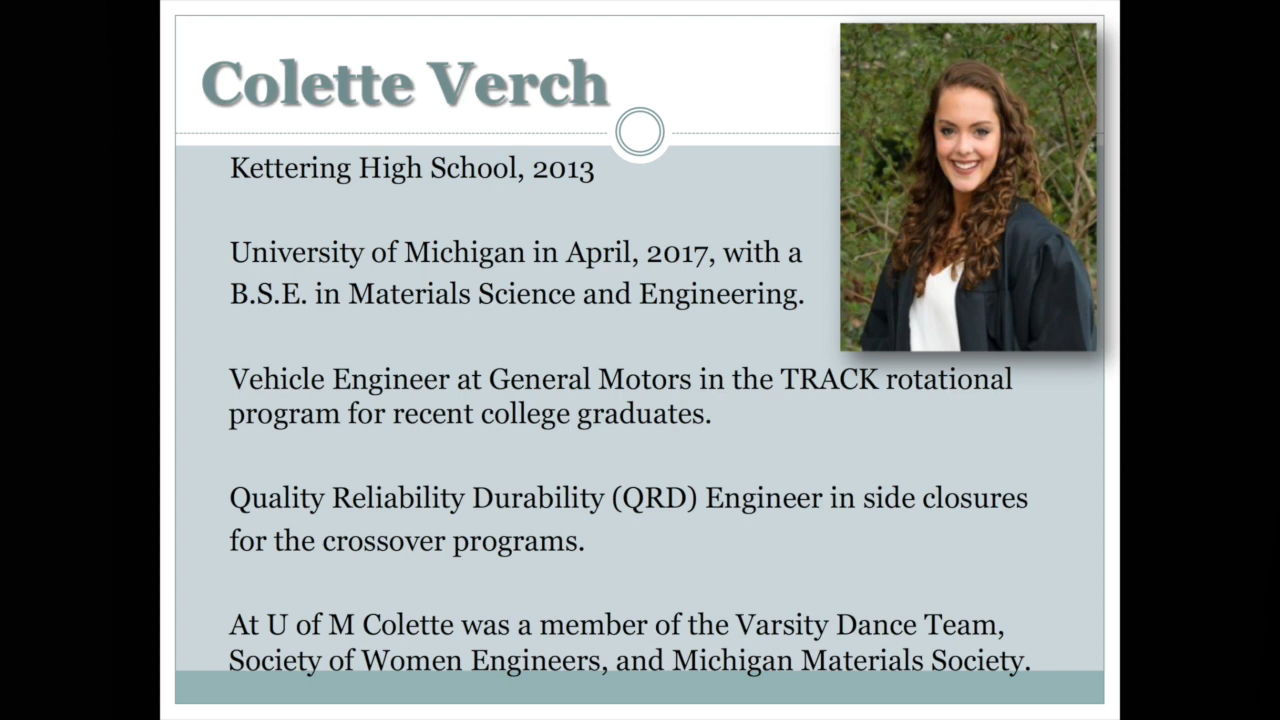 Colette Verch
Kettering High School, 2013
University of Michigan in April, 2017, with a
B.S.E. in Materials Science and Engineering.
Vehicle Engineer at General Motors in the TRACK rotational
program for recent college graduates.
Quality Reliability Durability (QRD) Engineer in side closures
for the crossover programs.
At U of M Colette was a member of the Varsity Dance Team,
Society of Women Engineers, and Michigan Materials Society.